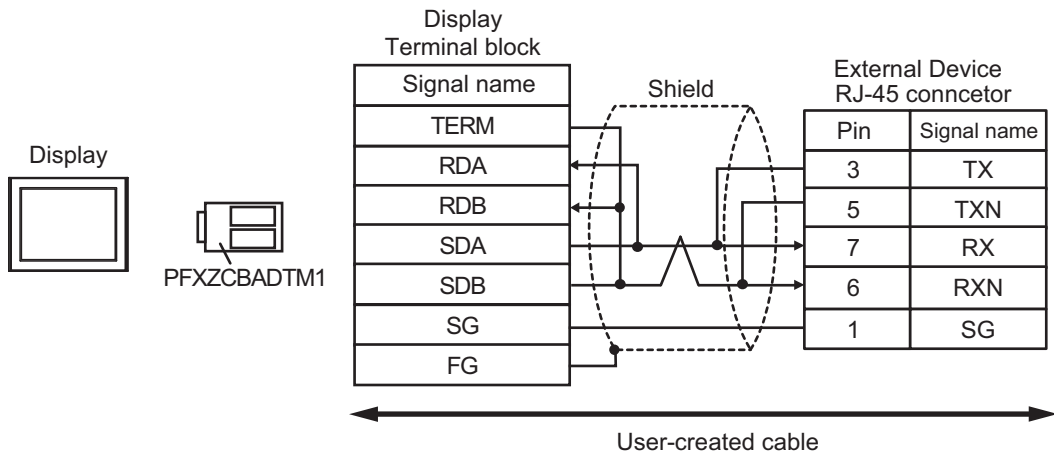 Display
Terminal block
Signal name
TERM
RDA
RDB
SDA
SDB
SG
FG
Shield
External Device
RJ-45 conncetor
Pin Signal name
3 TX
5 TXN
7 RX
6 RXN
1 SG
Display
PFXZCBADTM1
User-created cable